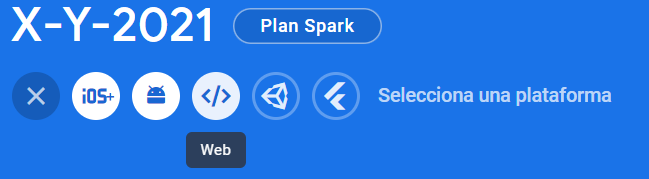 X-Y-2021 Plan Spark
iOS+ </> Selecciona una plataforma
Web